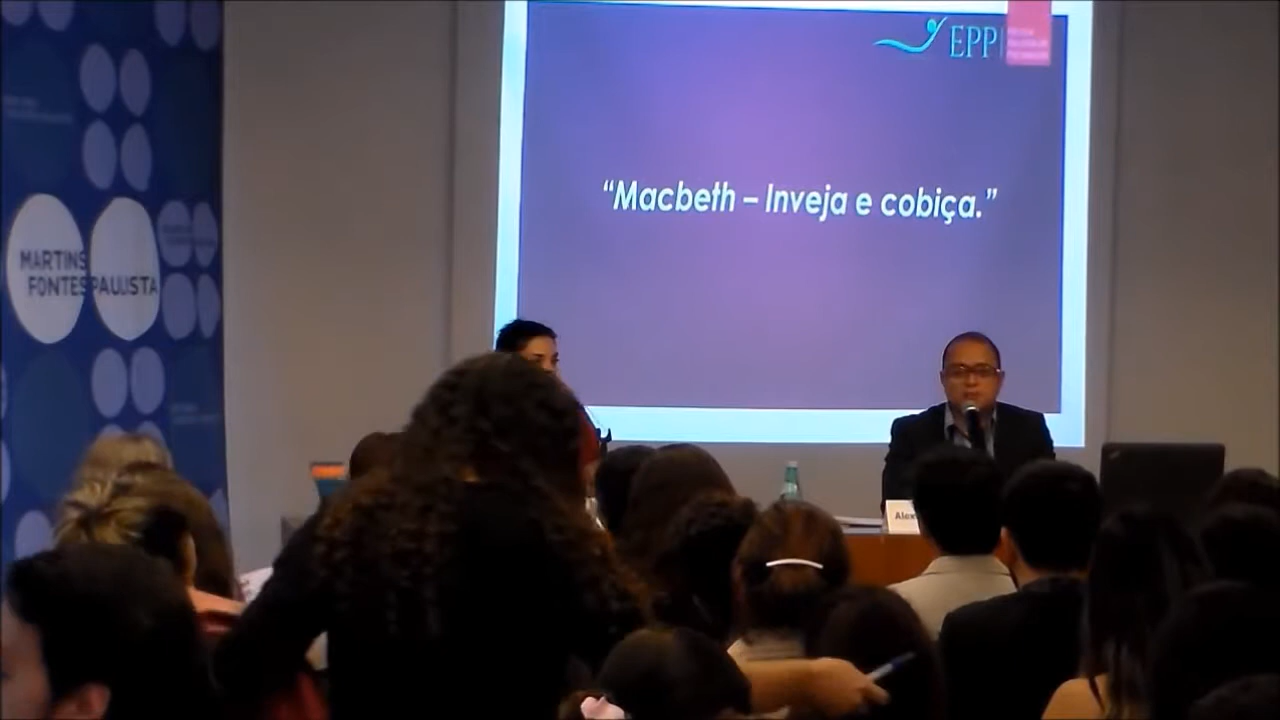 EPP
"Macbeth – Inveja e cobiça."
MARTINS
FONTES
PAULISTA
Alex